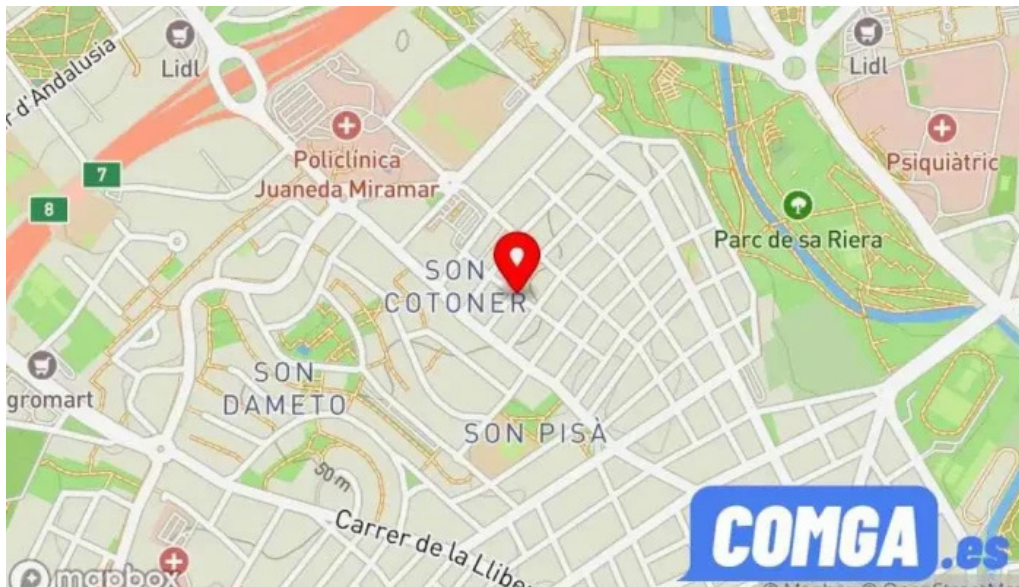 r d'Andalusia
Lidl
Lidl
7
Policlínica
Juaneda Miramar
Psiquiàtric
8
Parc de sa Riera
SON
COTONER
gromart
SON
DAMETO
SON PISÀ
50 m
Carrer de la Llibe
COMGA.es
mapbox